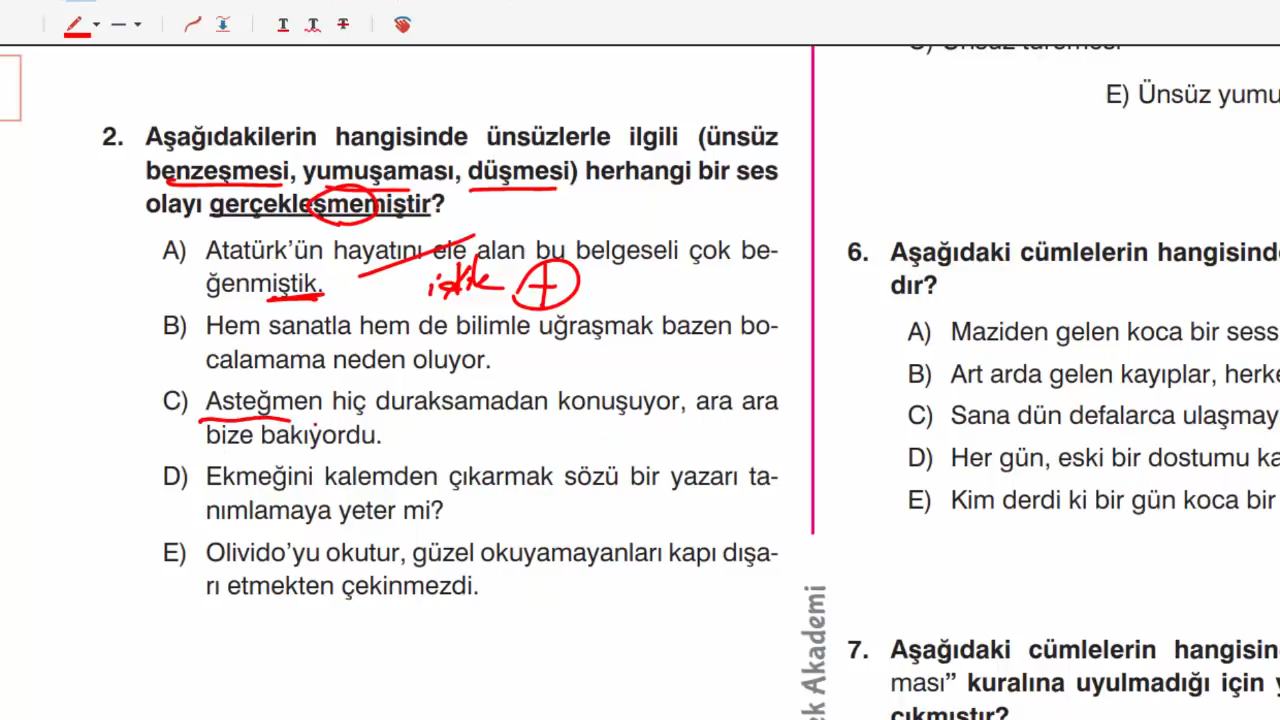 2. Aşağıdakilerin hangisinde ünsüzlerle ilgili (ünsüz
benzeşmesi, yumuşaması, düşmesi) herhangi bir ses
olayı gerçekleşmemiştir?
A) Atatürk’ün hayatını ele alan bu belgeseli çok be-
ğenmiştik.
B) Hem sanatla hem de bilimle uğraşmak bazen bo-
calamama neden oluyor.
C) Asteğmen hiç duraksamadan konuşuyor, ara ara
bize bakıyordu.
D) Ekmeğini kalemden çıkarmak sözü bir yazarı ta-
nımlamaya yeter mi?
E) Olivido’yu okutur, güzel okuyamayanları kapı dışa-
rı etmekten çekinmezdi.
E) Ünsüz yumu
6. Aşağıdaki cümlelerin hangisind
dır?
A) Maziden gelen koca bir sess
B) Art arda gelen kayıplar, herke
C) Sana dün defalarca ulaşmay
D) Her gün, eski bir dostumu ka
E) Kim derdi ki bir gün koca bir
7. Aşağıdaki cümlelerin hangisin
ması” kuralına uyulmadığı için y
çıkmıştır?
ek Akademi